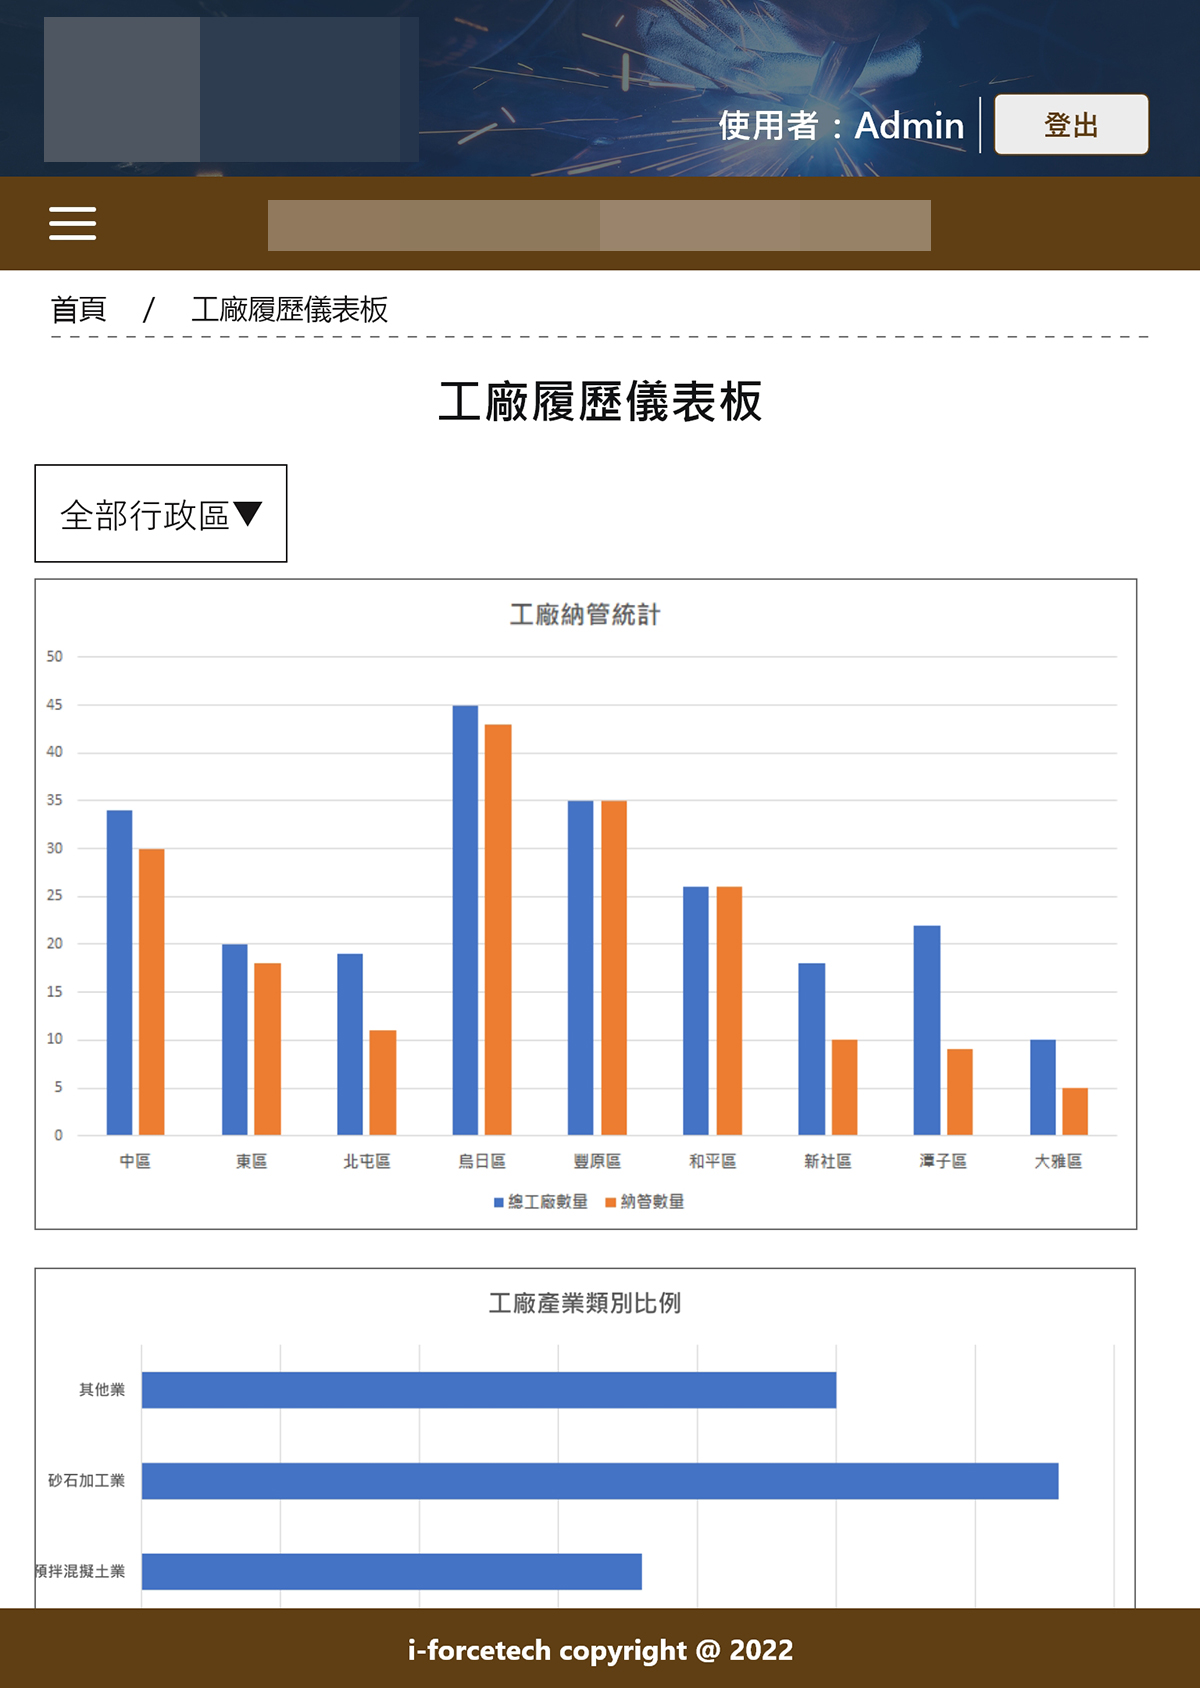 使用者：Admin
登出
首頁 / 工廠履歷儀表板
工廠履歷儀表板
全部行政區▼
工廠納管統計
50
45
40
35
30
25
20
15
10
5
0
中區 東區 北屯區 烏日區 豐原區 和平區 新社區 潭子區 大雅區
總工廠數量 納管數量
工廠產業類別比例
其他業
砂石加工業
預拌混凝土業
i-forcetech copyright @ 2022